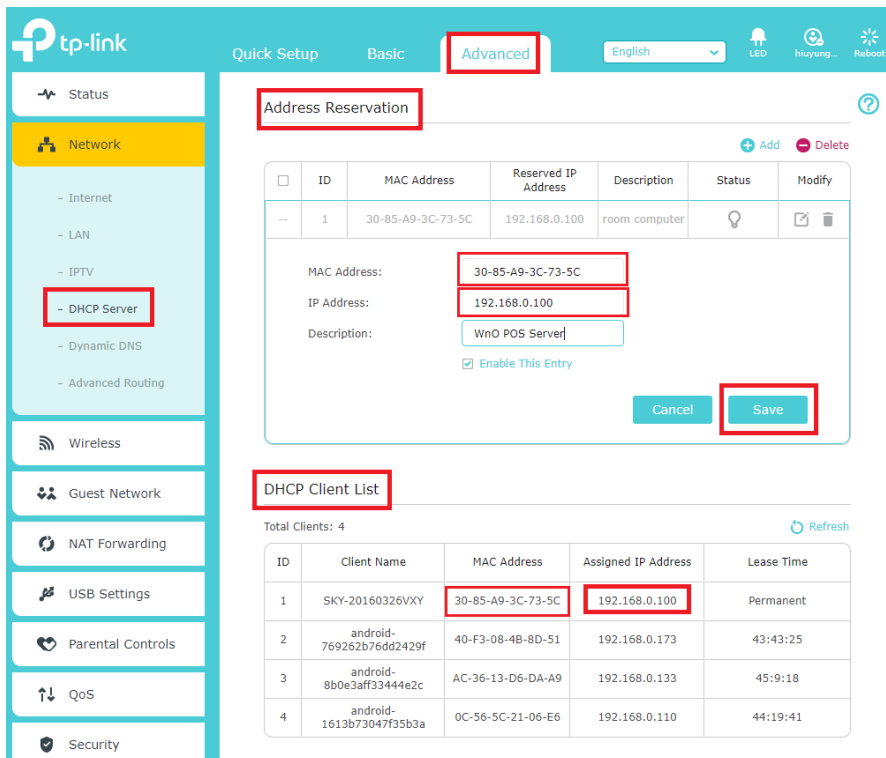 tp-link
Quick Setup Basic Advanced English LED hiuyung... Reboot
Status
Network
- Internet
- LAN
- IPTV
- DHCP Server
- Dynamic DNS
- Advanced Routing
Wireless
Guest Network
NAT Forwarding
USB Settings
Parental Controls
QoS
Security
Address Reservation
?
Add Delete
ID MAC Address Reserved IP Address Description Status Modify
-- 1 30-85-A9-3C-73-5C 192.168.0.100 room computer
MAC Address: 30-85-A9-3C-73-5C
IP Address: 192.168.0.100
Description: WnO POS Server
Enable This Entry
Cancel Save
DHCP Client List
Total Clients: 4 Refresh
ID Client Name MAC Address Assigned IP Address Lease Time
1 SKY-20160326VXY 30-85-A9-3C-73-5C 192.168.0.100 Permanent
2 android-769262b76dd2429f 40-F3-08-4B-8D-51 192.168.0.173 43:43:25
3 android-8b0e3aff33444e2c AC-36-13-D6-DA-A9 192.168.0.133 45:9:18
4 android-1613b73047f35b3a 0C-56-5C-21-06-E6 192.168.0.110 44:19:41